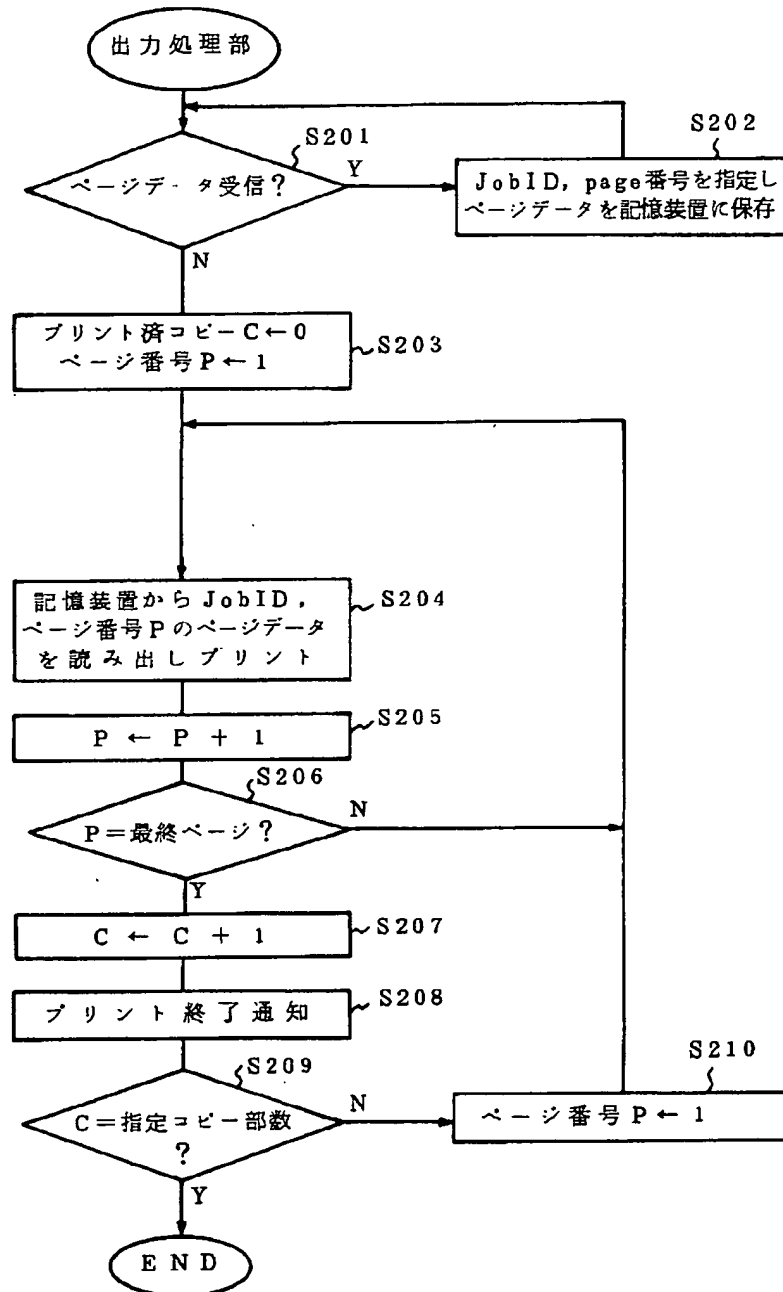 出力処理部
S201
ページデータ受信？
Y
N
S202
JobID，page番号を指定し
ページデータを記憶装置に保存
プリント済コピーC←0
ページ番号P←1
S203
記憶装置からJobID，
ページ番号Pのページデータ
を読み出しプリント
S204
P ← P + 1
S205
S206
P＝最終ページ？
N
Y
C ← C + 1
S207
プリント終了通知
S208
S209
C＝指定コピー部数
？
N
Y
S210
ページ番号P←1
END